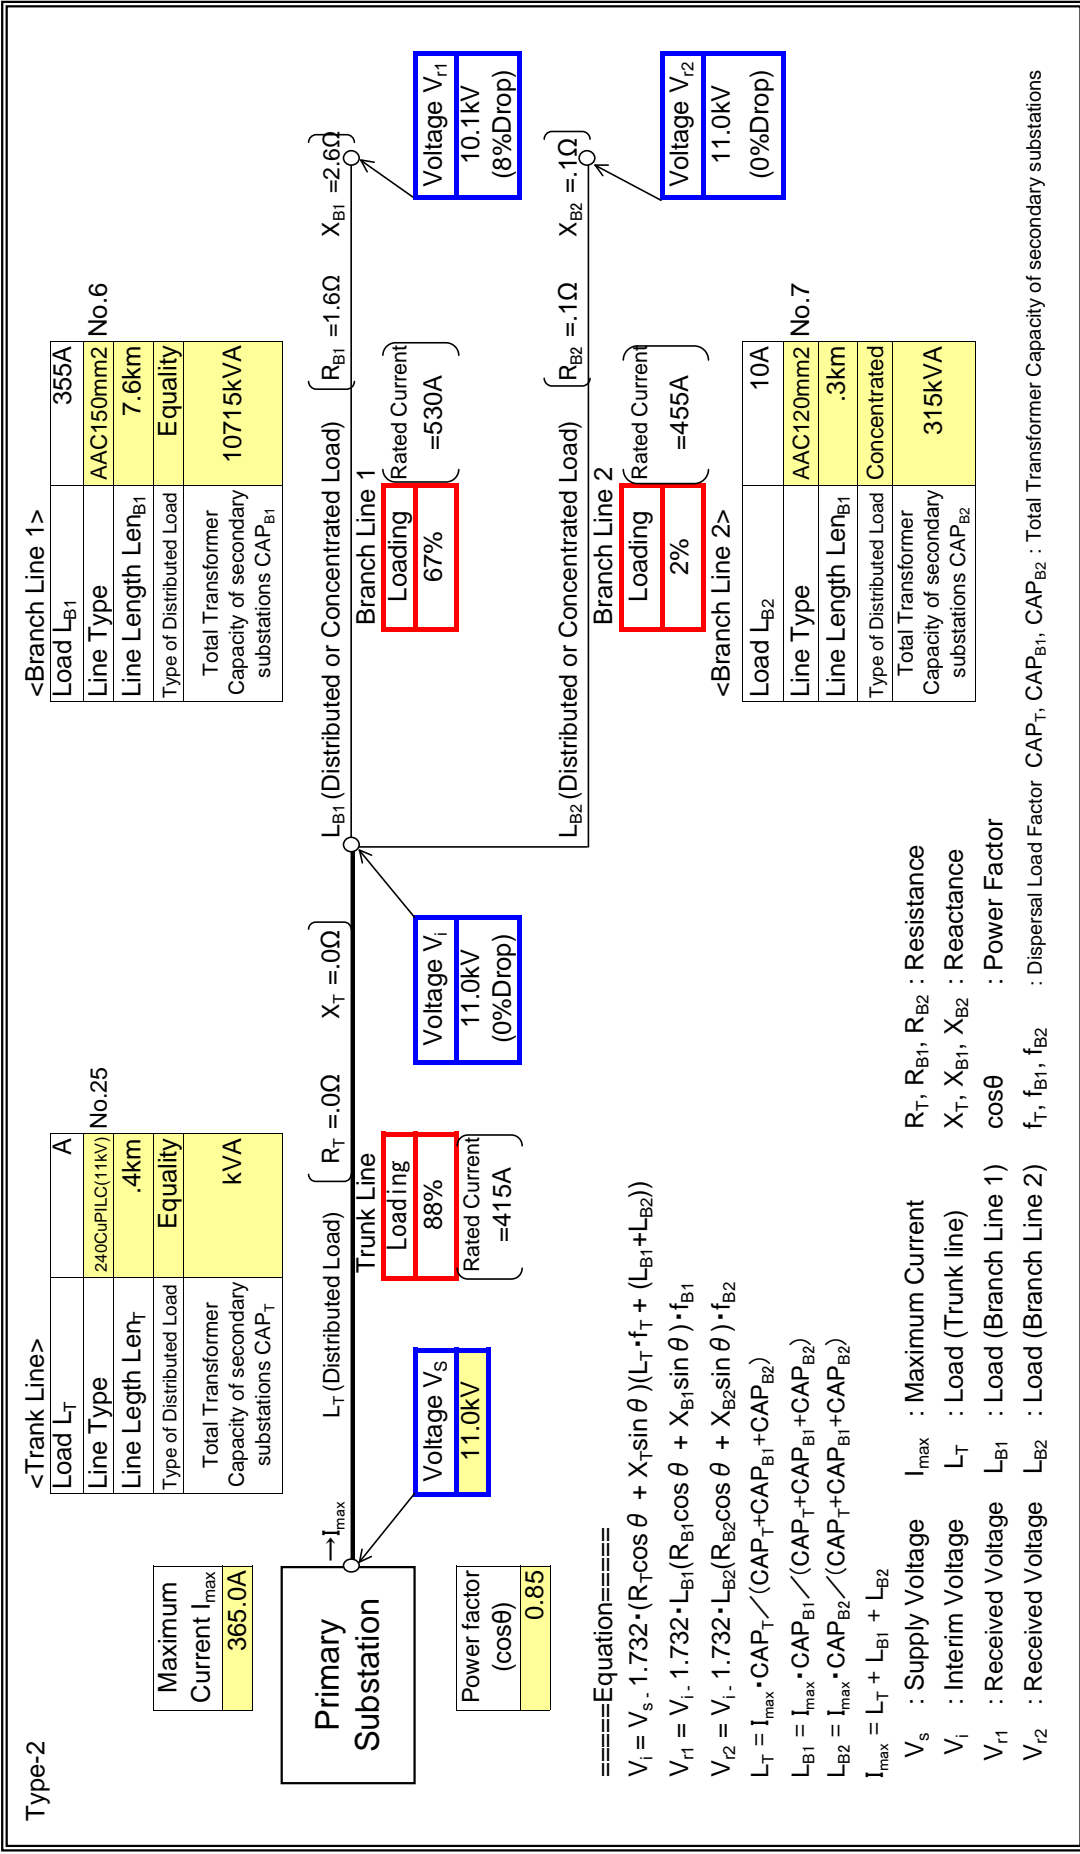 Type-2
<Trank Line>
Load LT A
Line Type 240CuPILC(11kV) No.25
Line Legth LenT .4km
Type of Distributed Load Equality
Total Transformer
Capacity of secondary
substations CAPT kVA
<Branch Line 1>
Load LB1 355A
Line Type AAC150mm2 No.6
Line Length LenB1 7.6km
Type of Distributed Load Equality
Total Transformer
Capacity of secondary
substations CAPB1 10715kVA
Maximum
Current Imax
365.0A
Primary
Substation
→Imax
Power factor
(cosθ)
0.85
LT (Distributed Load)
RT =.0Ω XT =.0Ω
Trunk Line
Loading
88%
Rated Current
=415A
Voltage VS
11.0kV
Voltage Vi
11.0kV
(0%Drop)
LB1 (Distributed or Concentrated Load)
RB1 =1.6Ω XB1 =2.6Ω
Branch Line 1
Loading
67%
Rated Current
=530A
Voltage Vr1
10.1kV
(8%Drop)
LB2 (Distributed or Concentrated Load)
RB2 =.1Ω XB2 =.1Ω
Branch Line 2
Loading
2%
Rated Current
=455A
Voltage Vr2
11.0kV
(0%Drop)
<Branch Line 2>
Load LB2 10A
Line Type AAC120mm2 No.7
Line Length LenB1 .3km
Type of Distributed Load Concentrated
Total Transformer
Capacity of secondary
substations CAPB2 315kVA
=====Equation=====
Vi = Vs - 1.732・(RTcos θ + XTsin θ)(LT・fT + (LB1+LB2))
Vr1 = Vi - 1.732・LB1(RB1cos θ + XB1sin θ)・fB1
Vr2 = Vi - 1.732・LB2(RB2cos θ + XB2sin θ)・fB2
LT = Imax・CAPT／(CAPT+CAPB1+CAPB2)
LB1 = Imax・CAPB1／(CAPT+CAPB1+CAPB2)
LB2 = Imax・CAPB2／(CAPT+CAPB1+CAPB2)
Imax = LT + LB1 + LB2
Vs : Supply Voltage Imax : Maximum Current RT, RB1, RB2 : Resistance
Vi : Interim Voltage LT : Load (Trunk line) XT, XB1, XB2 : Reactance
Vr1 : Received Voltage LB1 : Load (Branch Line 1) cosθ : Power Factor
Vr2 : Received Voltage LB2 : Load (Branch Line 2) fT, fB1, fB2 : Dispersal Load Factor CAPT, CAPB1, CAPB2 : Total Transformer Capacity of secondary substations